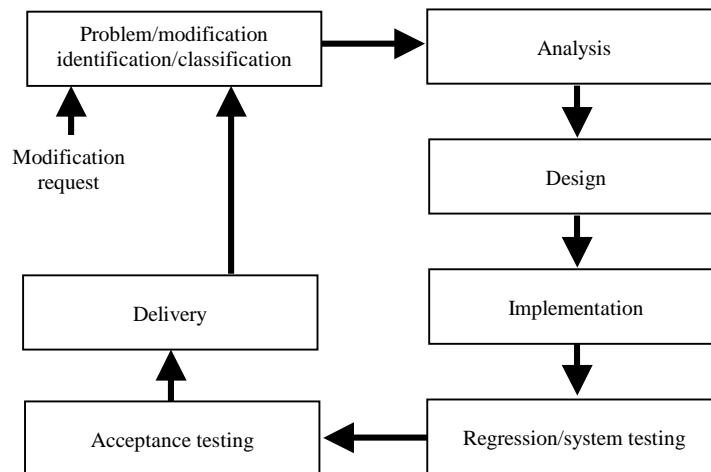 Problem/modification
identification/classification
Analysis
Modification
request
Design
Delivery
Implementation
Acceptance testing
Regression/system testing